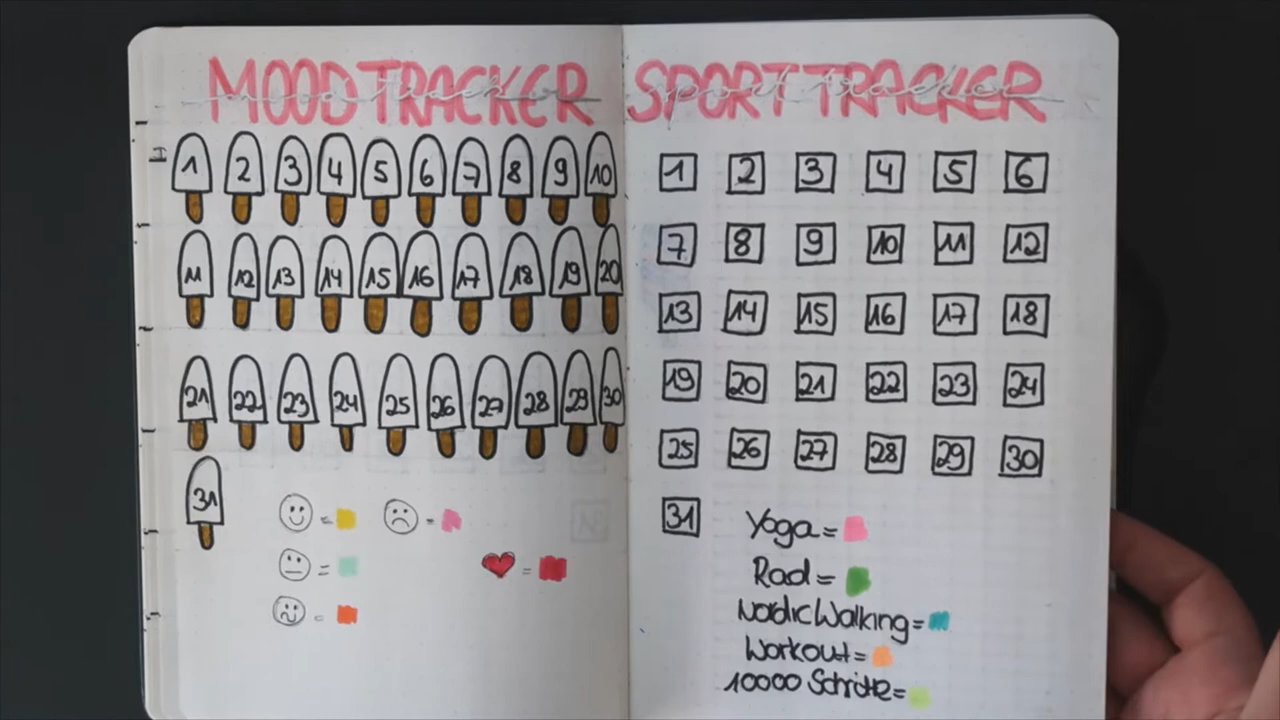 MOODTRACKER
moodtracker
1 2 3 4 5 6 7 8 9 10
11 12 13 14 15 16 17 18 19 20
21 22 23 24 25 26 27 28 29 30
31
=
=
=
=
=
SPORTTRACKER
sporttracker
1 2 3 4 5 6
7 8 9 10 11 12
13 14 15 16 17 18
19 20 21 22 23 24
25 26 27 28 29 30
31
Yoga=
Rad=
Nordic Walking=
Workout=
10000 Schritte=